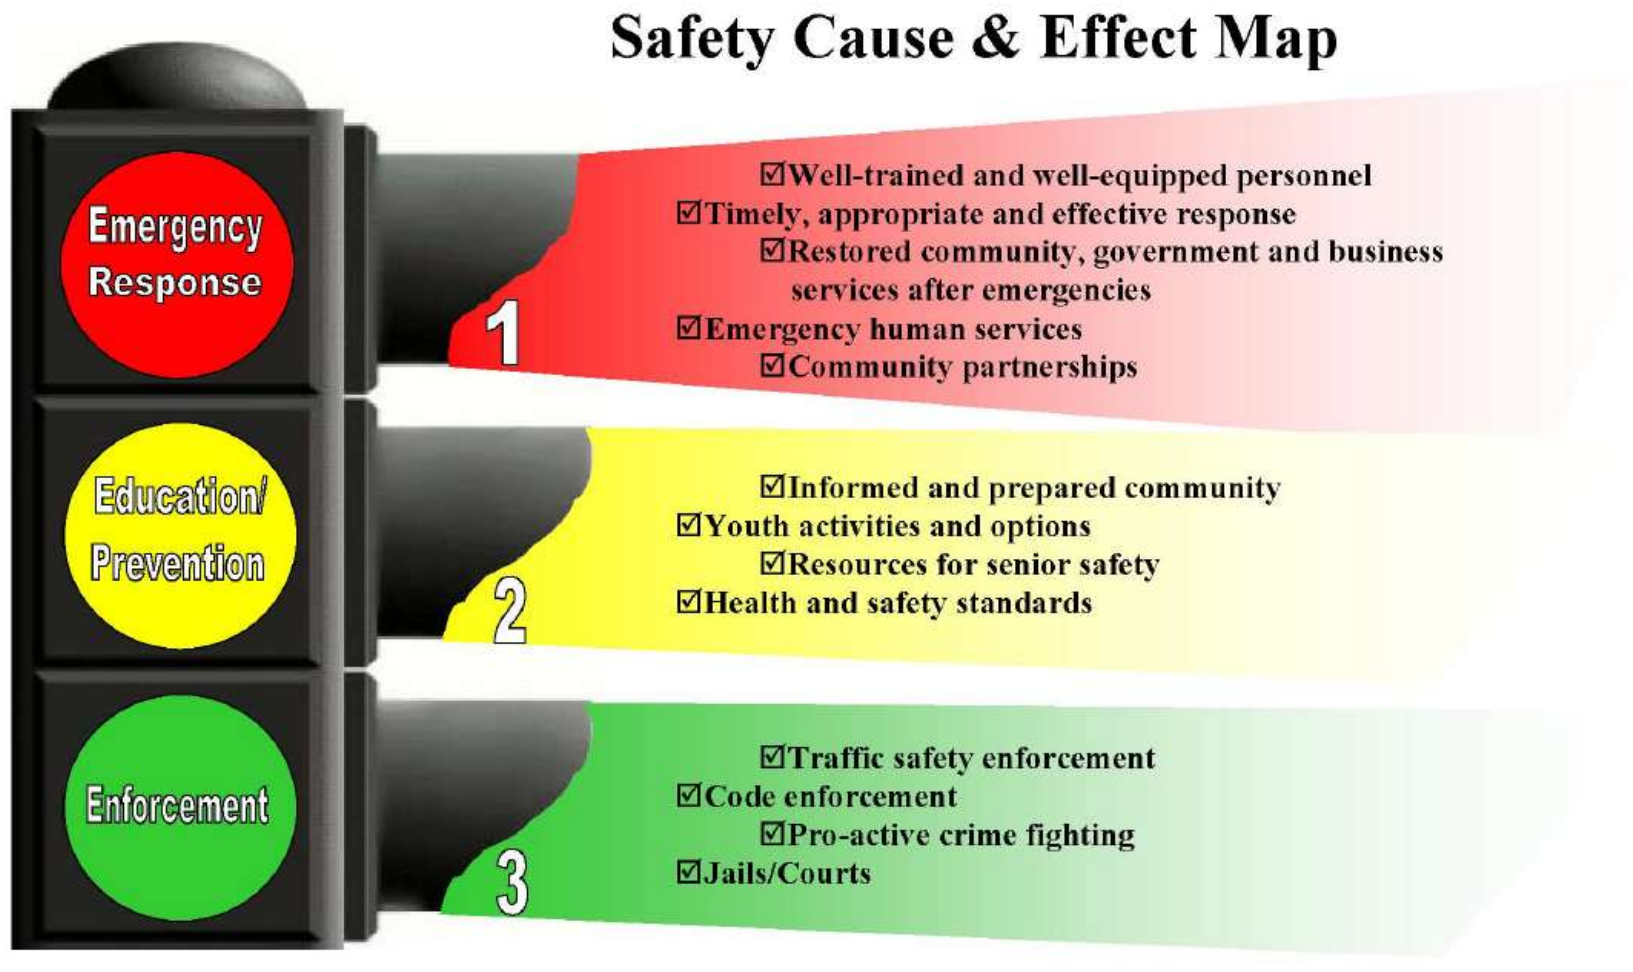 Safety Cause & Effect Map
Emergency
Response
1
☑Well-trained and well-equipped personnel
☑Timely, appropriate and effective response
☑Restored community, government and business
services after emergencies
☑Emergency human services
☑Community partnerships
Education/
Prevention
2
☑Informed and prepared community
☑Youth activities and options
☑Resources for senior safety
☑Health and safety standards
Enforcement
3
☑Traffic safety enforcement
☑Code enforcement
☑Pro-active crime fighting
☑Jails/Courts